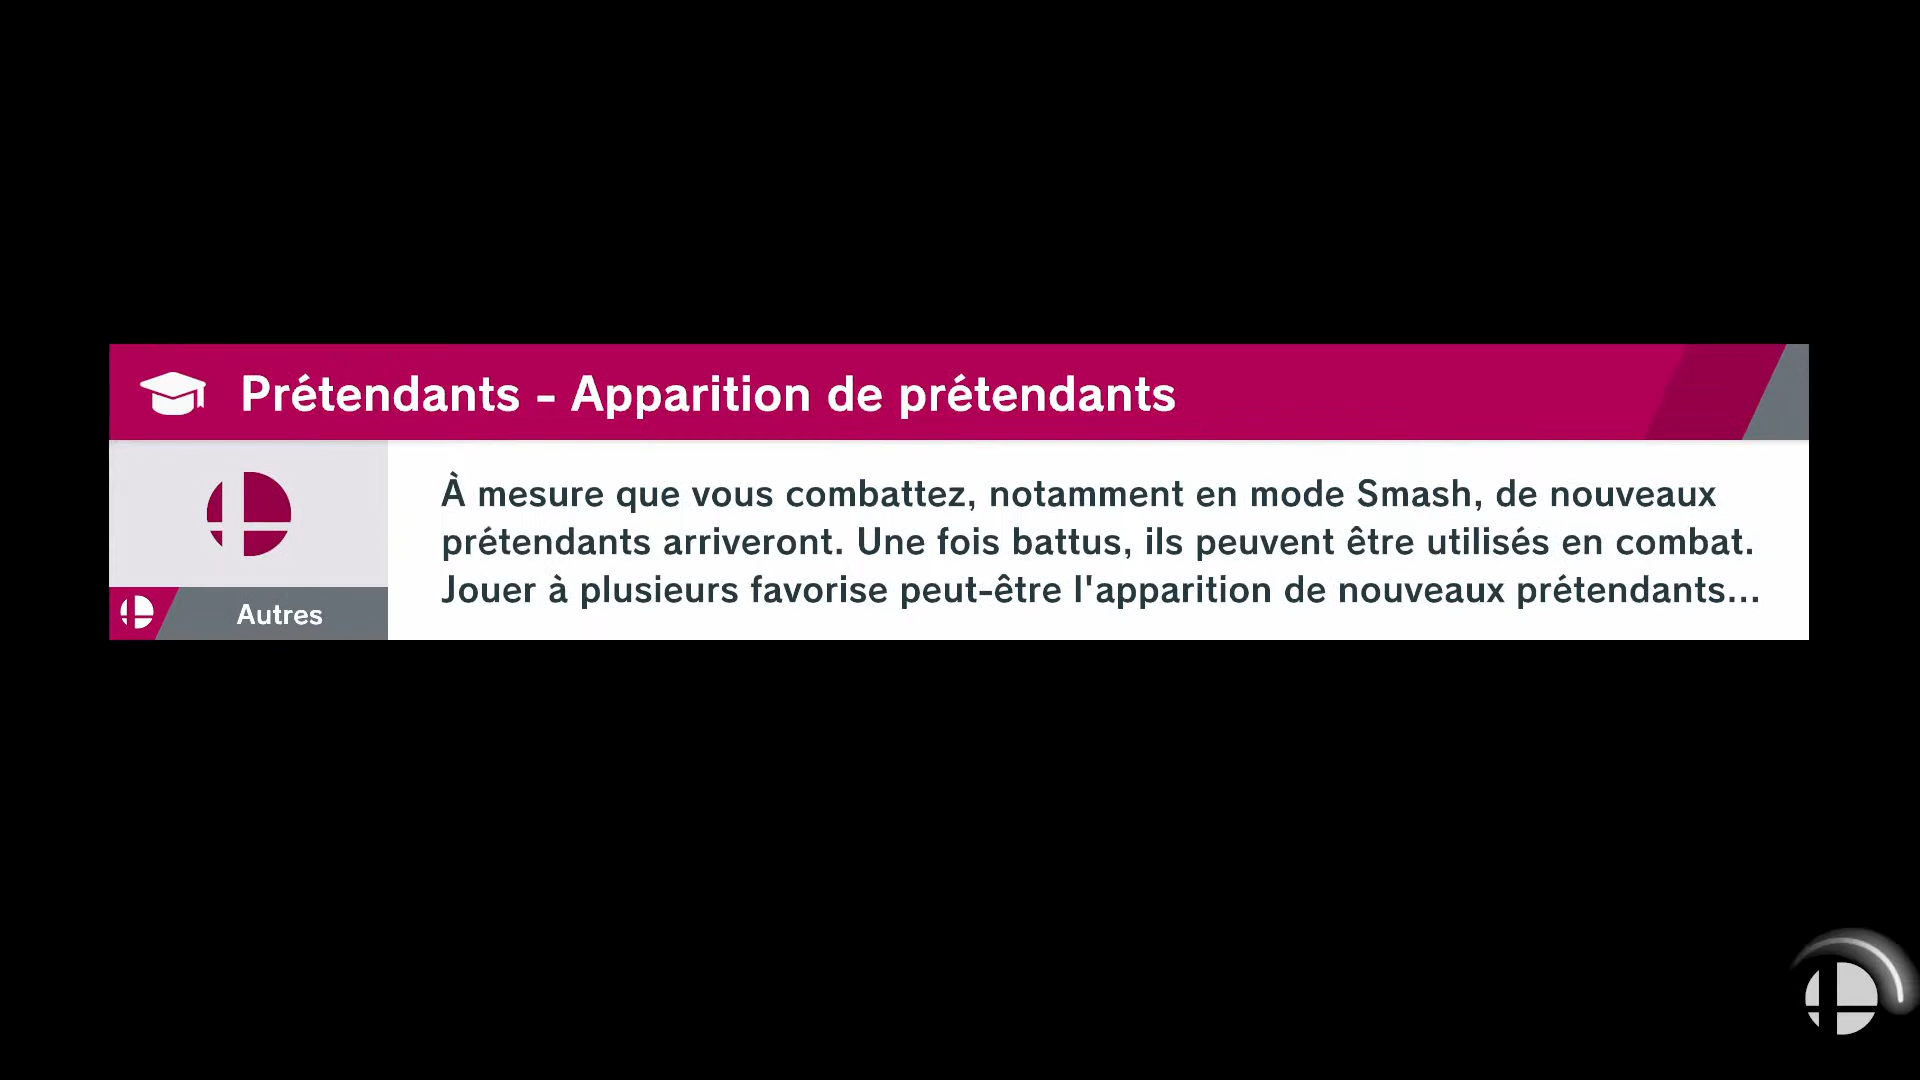 Prétendants - Apparition de prétendants
À mesure que vous combattez, notamment en mode Smash, de nouveaux
prétendants arriveront. Une fois battus, ils peuvent être utilisés en combat.
Jouer à plusieurs favorise peut-être l'apparition de nouveaux prétendants...
Autres